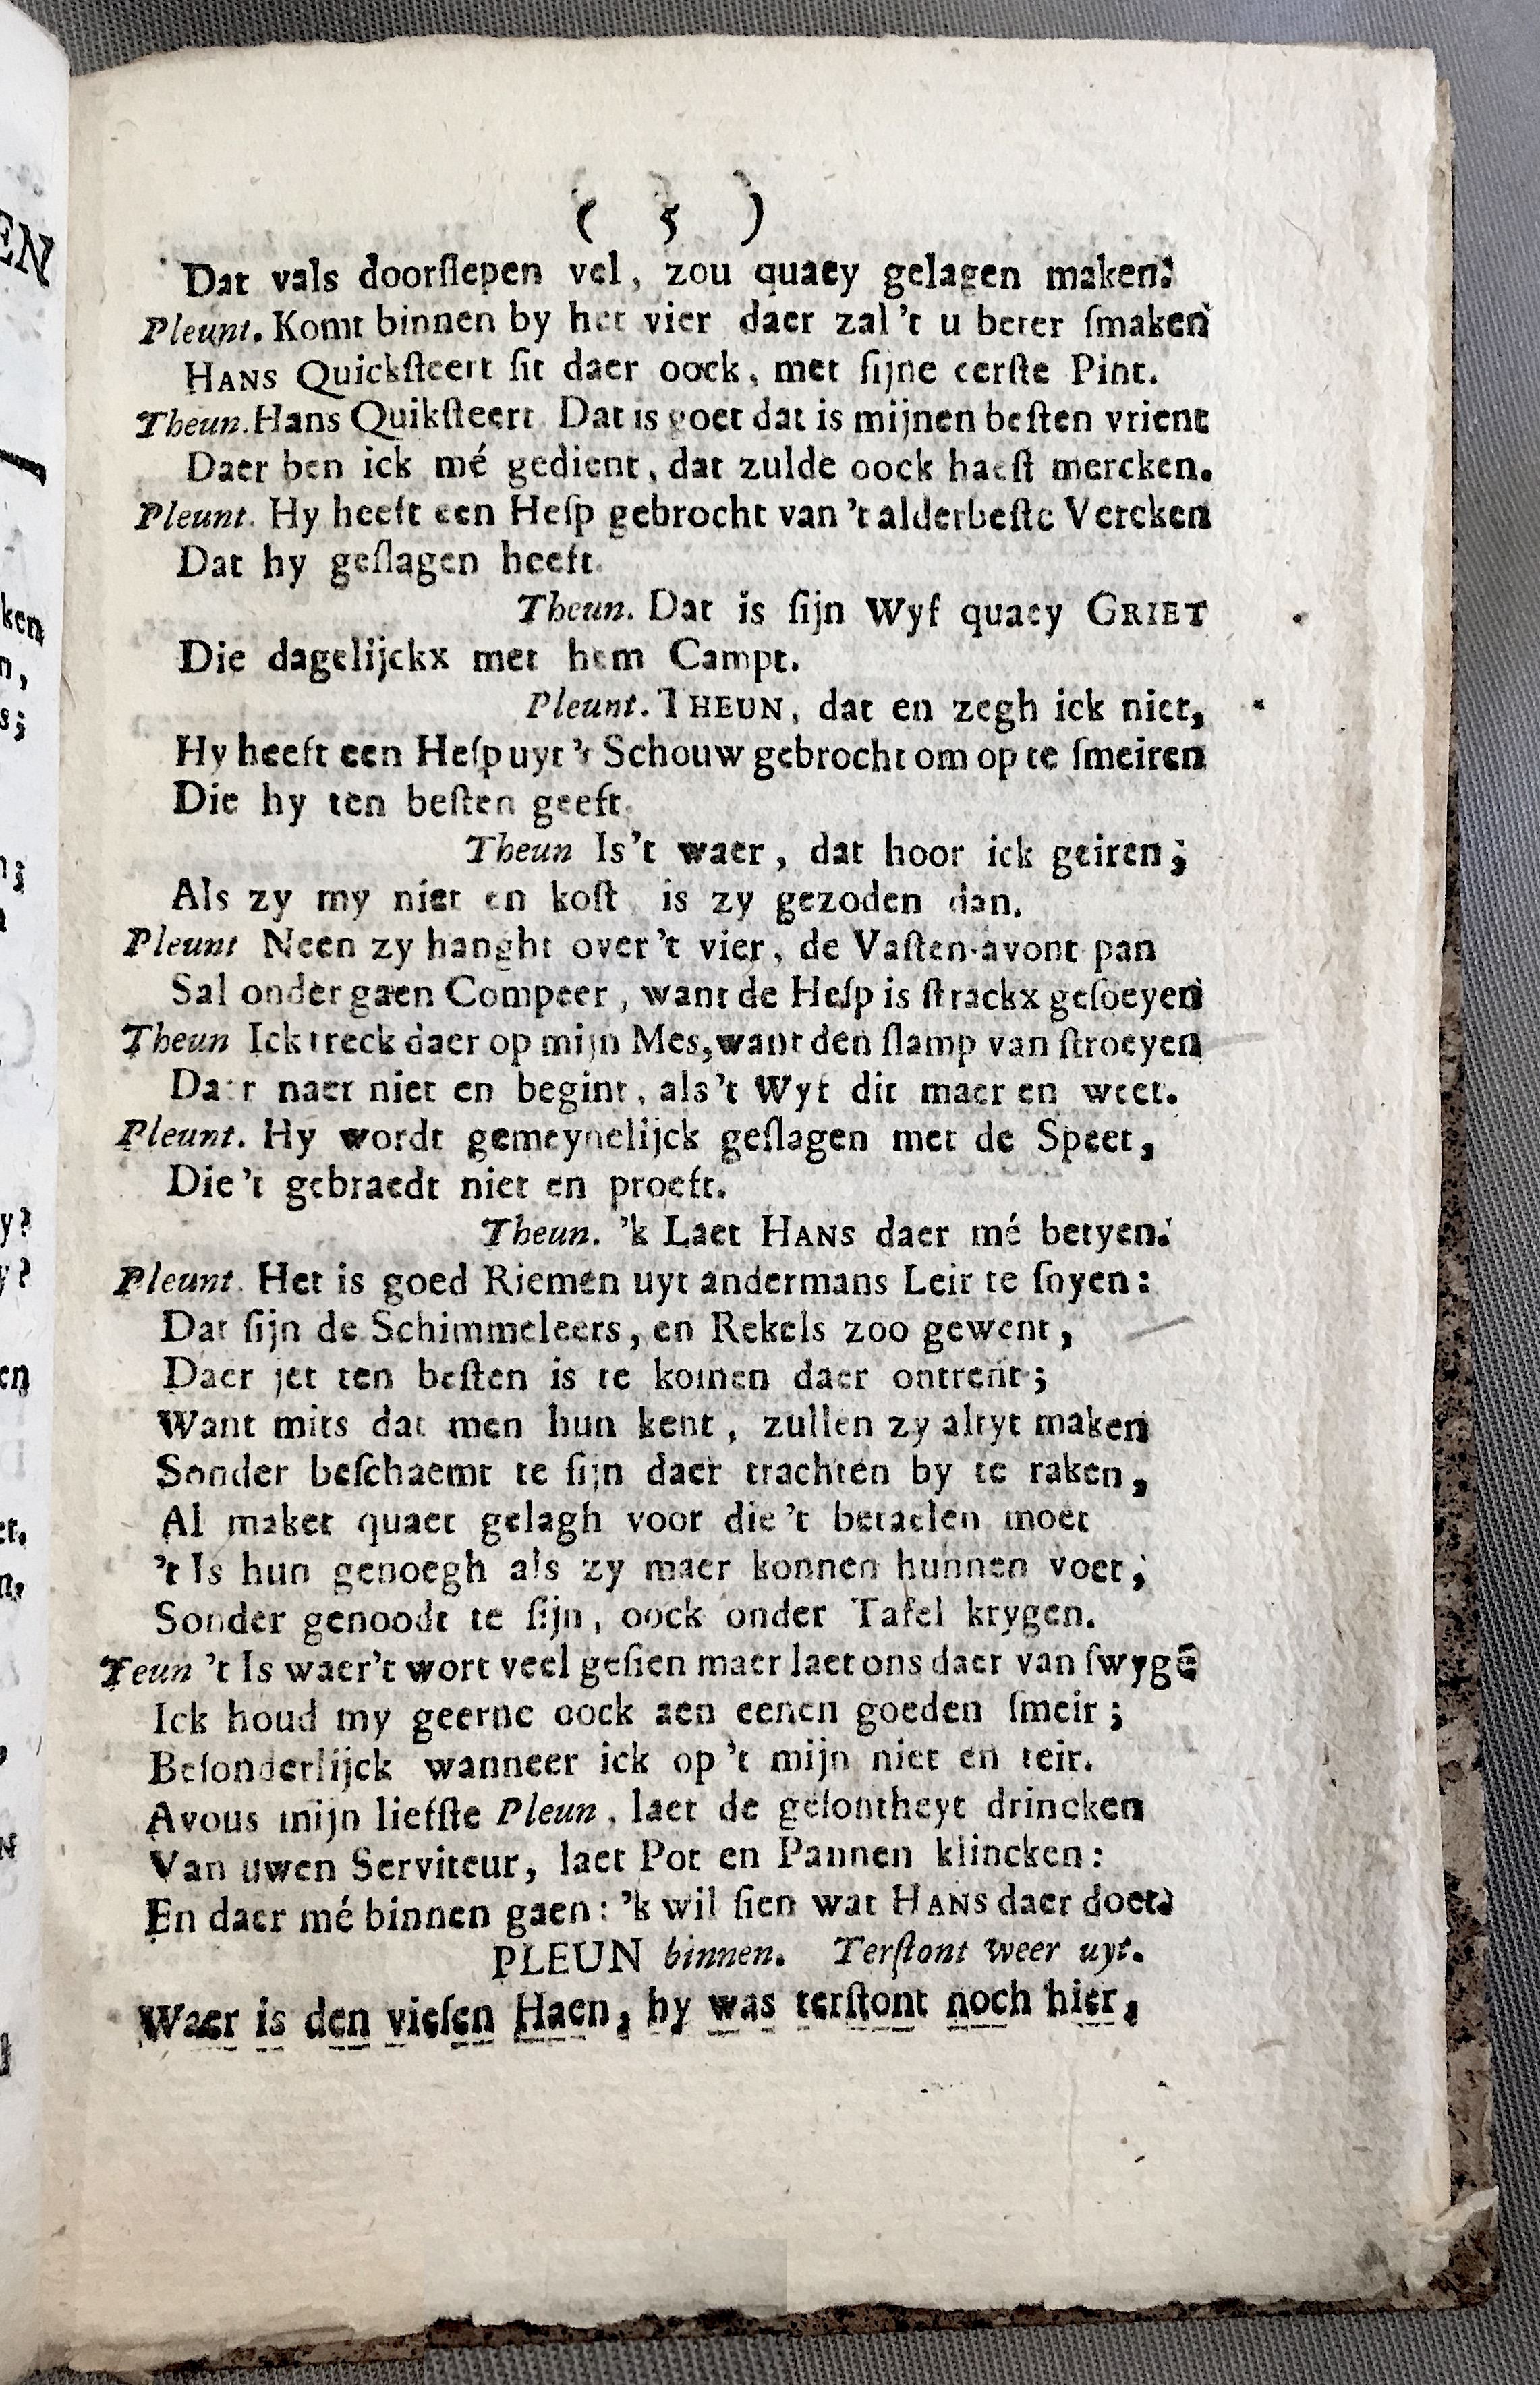 ( 5 )
Dat vals doorſlepen vel, zou quaey gelagen maken:
Pleunt. Komt binnen by het vier daer zal 't u beter ſmaken
HANS Quickſteert ſit daer oock, met ſijne eerſte Pint.
Theun. Hans Quikſteert Dat is goet dat is mijnen beſten vrient
Daer ben ick mé gedient, dat zulde oock haeſt mercken.
Pleunt. Hy heeft een Heſp gebrocht van 't alderbeſte Vercken
Dat hy geſlagen heeft.
Theun. Dat is ſijn Wyf quaey GRIET
Die dagelijckx met hem Campt.
Pleunt. THEUN, dat en zegh ick niet,
Hy heeft een Heſp uyt 't Schouw gebrocht om op te ſmeiren
Die hy ten beſten geeft.
Theun Is 't waer, dat hoor ick geiren;
Als zy my niet en koſt is zy gezoden dan.
Pleunt Neen zy hanght over 't vier, de Vaſten-avont pan
Sal onder gaen Compeer, want de Heſp is ſtrackx geſoeyen
Theun Ick treck daer op mijn Mes, want den ſlamp van ſtroeyen
Daer naer niet en begint, als 't Wyf dit maer en weet.
Pleunt. Hy wordt gemeynelijck geſlagen met de Speet,
Die 't gebraedt niet en proeft.
Theun. 'k Laet HANS daer mé betyen.
Pleunt. Het is goed Riemen uyt andermans Leir te ſnyen:
Dat ſijn de Schimmeleers, en Rekels zoo gewent,
Daer jet ten beſten is te komen daer ontrent;
Want mits dat men hun kent, zullen zy altyt maken
Sonder beſchaemt te ſijn daer trachten by te raken,
Al maket quaet gelagh voor die 't betaelen moet
't Is hun genoegh als zy maer konnen hunnen voet;
Sonder genoodt te ſijn, oock onder Tafel krygen.
Teun 't Is waer 't wort veel geſien maer laet ons daer van ſwygē
Ick houd my geerne oock aen eenen goeden ſmeir;
Beſonderlijck wanneer ick op 't mijn niet en teir.
Avous mijn liefſte Pleun, laet de geſontheyt drincken
Van uwen Serviteur, laet Pot en Pannen klincken:
En daer mé binnen gaen: 'k wil ſien wat HANS daer doet.
PLEUN binnen. Terſtont weer uyt.
Waer is den vieſen Haen, hy was terſtont noch hier,